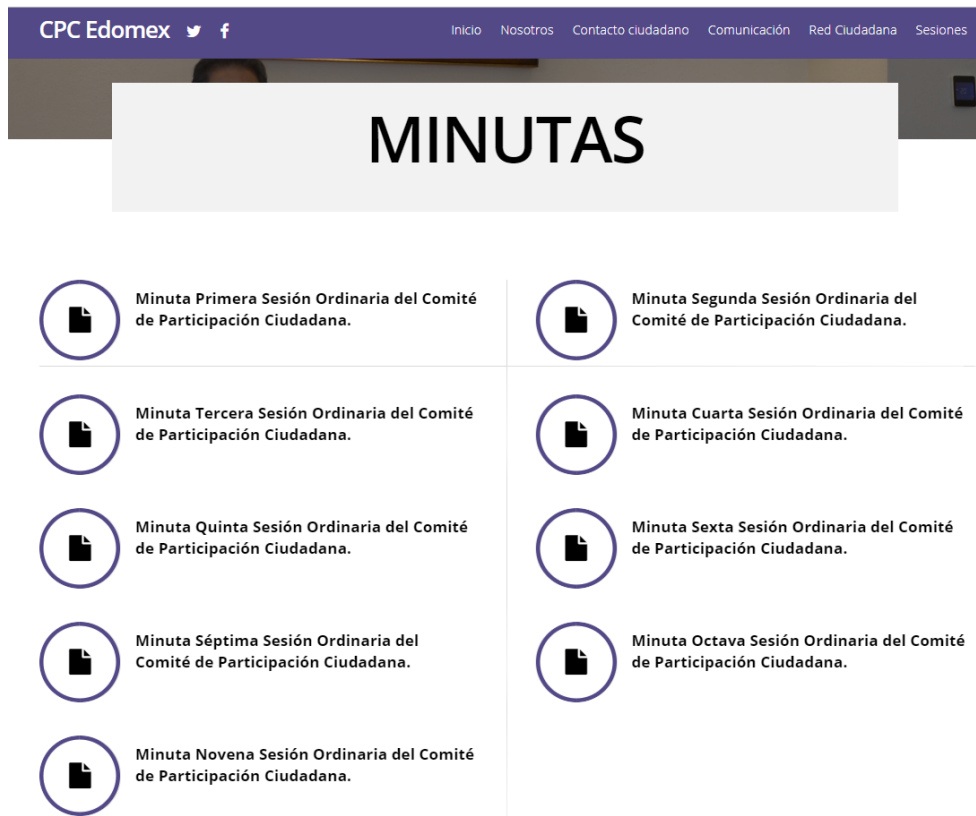 CPC Edomex
Inicio Nosotros Contacto ciudadano Comunicación Red Ciudadana Sesiones
MINUTAS
Minuta Primera Sesión Ordinaria del Comité
de Participación Ciudadana.
Minuta Segunda Sesión Ordinaria del
Comité de Participación Ciudadana.
Minuta Tercera Sesión Ordinaria del Comité
de Participación Ciudadana.
Minuta Cuarta Sesión Ordinaria del Comité
de Participación Ciudadana.
Minuta Quinta Sesión Ordinaria del Comité
de Participación Ciudadana.
Minuta Sexta Sesión Ordinaria del Comité
de Participación Ciudadana.
Minuta Séptima Sesión Ordinaria del
Comité de Participación Ciudadana.
Minuta Octava Sesión Ordinaria del Comité
de Participación Ciudadana.
Minuta Novena Sesión Ordinaria del Comité
de Participación Ciudadana.